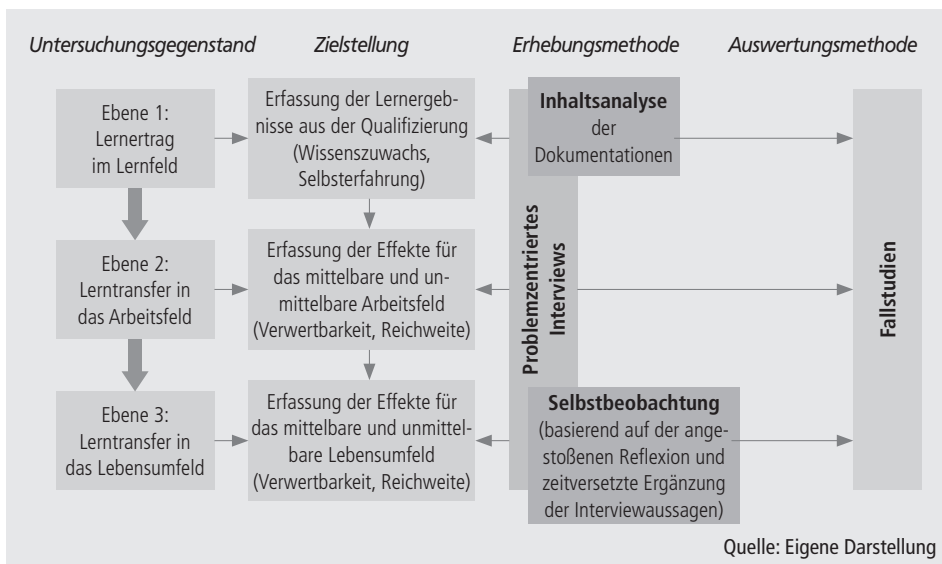 Untersuchungsgegenstand
Zielstellung
Erhebungsmethode
Auswertungsmethode
Ebene 1:
Lernertrag
im Lernfeld
Erfassung der Lernergeb-
nisse aus der Qualifizierung
(Wissenszuwachs,
Selbsterfahrung)
Inhaltsanalyse
der
Dokumentationen
Ebene 2:
Lerntransfer in
das Arbeitsfeld
Erfassung der Effekte für
das mittelbare und un-
mittelbare Arbeitsfeld
(Verwertbarkeit, Reichweite)
Problemzentriertes
Interviews
Fallstudien
Ebene 3:
Lerntransfer in
das Lebensumfeld
Erfassung der Effekte für
das mittelbare und unmittel-
bare Lebensumfeld
(Verwertbarkeit, Reichweite)
Selbstbeobachtung
(basierend auf der ange-
stoßenen Reflexion und
zeitversetzte Ergänzung
der Interviewaussagen)
Quelle: Eigene Darstellung